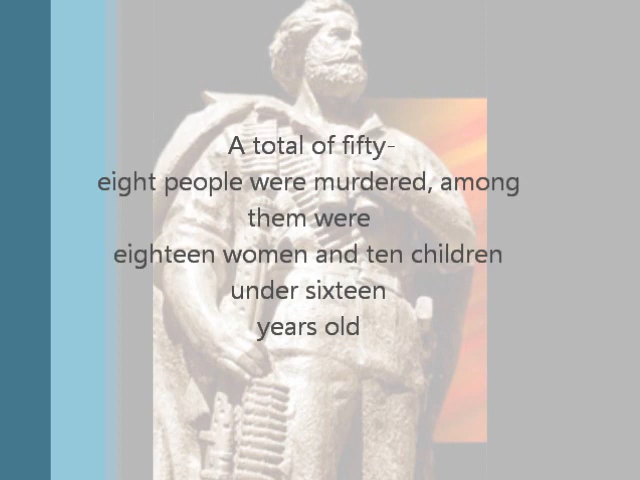 A total of fifty-
eight people were murdered, among
them were
eighteen women and ten children
under sixteen
years old